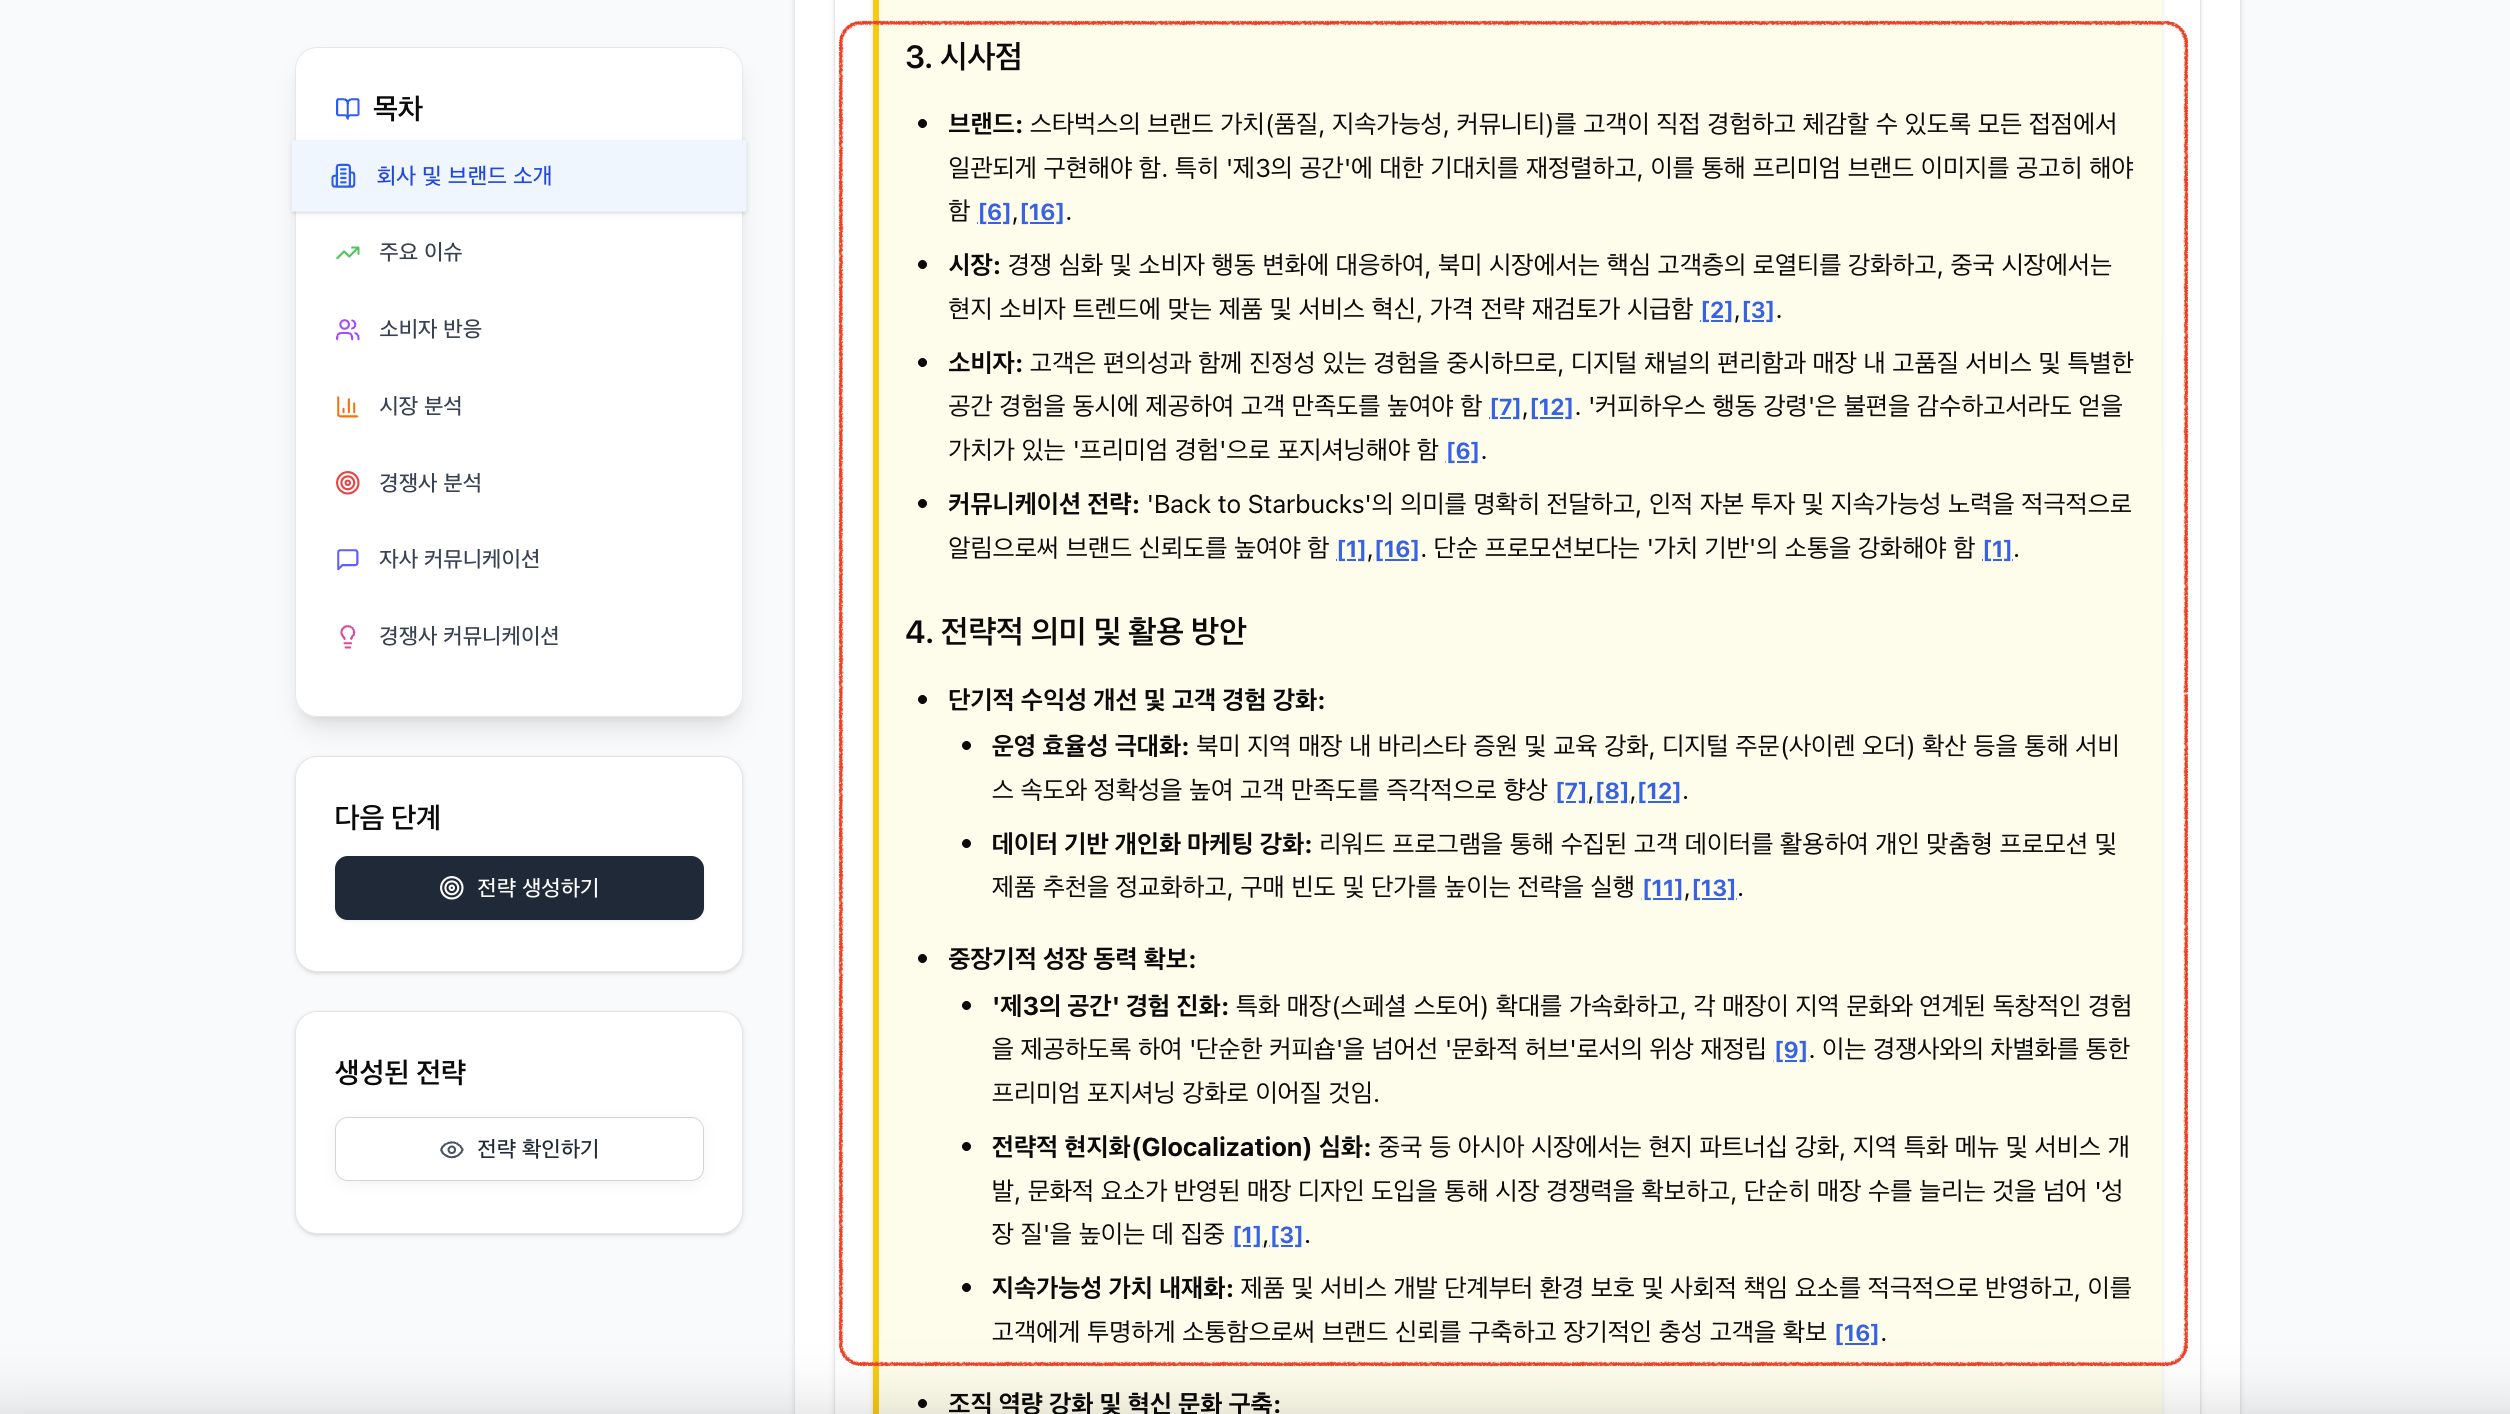 목차
회사 및 브랜드 소개
주요 이슈
소비자 반응
시장 분석
경쟁사 분석
자사 커뮤니케이션
경쟁사 커뮤니케이션
다음 단계
전략 생성하기
생성된 전략
전략 확인하기
3. 시사점
• 브랜드: 스타벅스의 브랜드 가치(품질, 지속가능성, 커뮤니티)를 고객이 직접 경험하고 체감할 수 있도록 모든 접점에서
일관되게 구현해야 함. 특히 '제3의 공간'에 대한 기대치를 재정렬하고, 이를 통해 프리미엄 브랜드 이미지를 공고히 해야
함 [6],[16].
• 시장: 경쟁 심화 및 소비자 행동 변화에 대응하여, 북미 시장에서는 핵심 고객층의 로열티를 강화하고, 중국 시장에서는
현지 소비자 트렌드에 맞는 제품 및 서비스 혁신, 가격 전략 재검토가 시급함 [2],[3].
• 소비자: 고객은 편의성과 함께 진정성 있는 경험을 중시하므로, 디지털 채널의 편리함과 매장 내 고품질 서비스 및 특별한
공간 경험을 동시에 제공하여 고객 만족도를 높여야 함 [7],[12]. '커피하우스 행동 강령'은 불편을 감수하고서라도 얻을
가치가 있는 '프리미엄 경험'으로 포지셔닝해야 함 [6].
• 커뮤니케이션 전략: 'Back to Starbucks'의 의미를 명확히 전달하고, 인적 자본 투자 및 지속가능성 노력을 적극적으로
알림으로써 브랜드 신뢰도를 높여야 함 [1],[16]. 단순 프로모션보다는 '가치 기반'의 소통을 강화해야 함 [1].
4. 전략적 의미 및 활용 방안
• 단기적 수익성 개선 및 고객 경험 강화:
• 운영 효율성 극대화: 북미 지역 매장 내 바리스타 증원 및 교육 강화, 디지털 주문(사이렌 오더) 확산 등을 통해 서비
스 속도와 정확성을 높여 고객 만족도를 즉각적으로 향상 [7],[8],[12].
• 데이터 기반 개인화 마케팅 강화: 리워드 프로그램을 통해 수집된 고객 데이터를 활용하여 개인 맞춤형 프로모션 및
제품 추천을 정교화하고, 구매 빈도 및 단가를 높이는 전략을 실행 [11],[13].
• 중장기적 성장 동력 확보:
• '제3의 공간' 경험 진화: 특화 매장(스페셜 스토어) 확대를 가속화하고, 각 매장이 지역 문화와 연계된 독창적인 경험
을 제공하도록 하여 '단순한 커피숍'을 넘어선 '문화적 허브'로서의 위상 재정립 [9]. 이는 경쟁사와의 차별화를 통한
프리미엄 포지셔닝 강화로 이어질 것임.
• 전략적 현지화(Glocalization) 심화: 중국 등 아시아 시장에서는 현지 파트너십 강화, 지역 특화 메뉴 및 서비스 개
발, 문화적 요소가 반영된 매장 디자인 도입을 통해 시장 경쟁력을 확보하고, 단순히 매장 수를 늘리는 것을 넘어 '성
장 질'을 높이는 데 집중 [1],[3].
• 지속가능성 가치 내재화: 제품 및 서비스 개발 단계부터 환경 보호 및 사회적 책임 요소를 적극적으로 반영하고, 이를
고객에게 투명하게 소통함으로써 브랜드 신뢰를 구축하고 장기적인 충성 고객을 확보 [16].
• 조직 역량 강화 및 혁신 문화 구축: